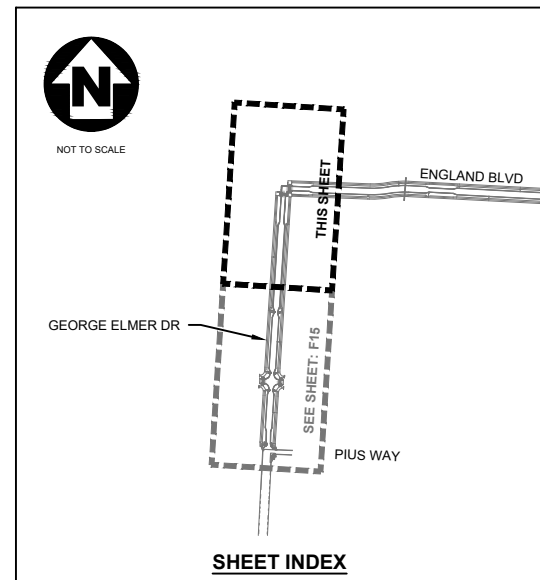 N
NOT TO SCALE
ENGLAND BLVD
THIS SHEET
GEORGE ELMER DR
SEE SHEET: F15
PIUS WAY
SHEET INDEX